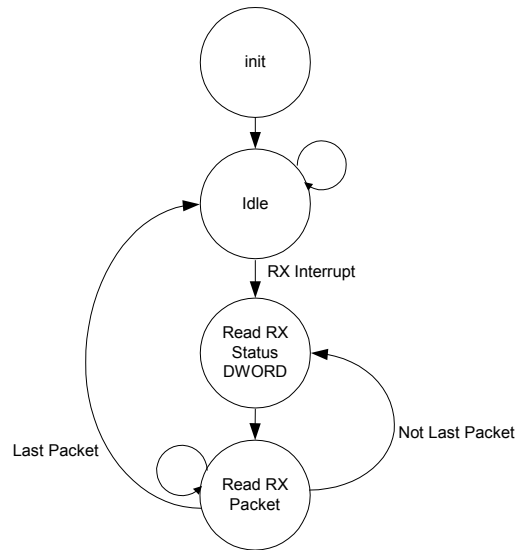 init
Idle
RX Interrupt
Read RX
Status
DWORD
Not Last Packet
Last Packet
Read RX
Packet